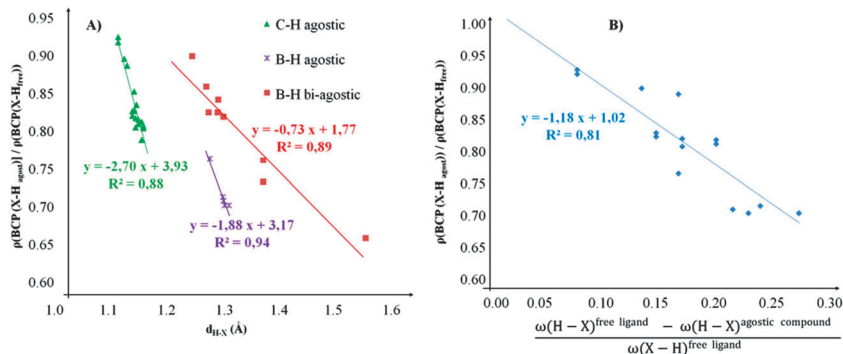 A)
C-H agostic
B-H agostic
B-H bi-agostic
y = -0,73 x + 1,77
R² = 0,89
y = -2,70 x + 3,93
R² = 0,88
y = -1,88 x + 3,17
R² = 0,94
0.95
0.90
0.85
0.80
0.75
0.70
0.65
0.60
1.0
1.1
1.2
1.3
1.4
1.5
1.6
ρ(BCP(X-H agost)] / ρ(BCP(X-Hfree))
dH-X (Å)
B)
y = -1,18 x + 1,02
R² = 0,81
1.00
0.95
0.90
0.85
0.80
0.75
0.70
0.65
0.60
0.00
0.05
0.10
0.15
0.20
0.25
0.30
ρ(BCP(X-H agost)) / ρ(BCP(X-Hfree))
ω(H − X)free ligand − ω(H − X)agostic compound
ω(X − H)free ligand